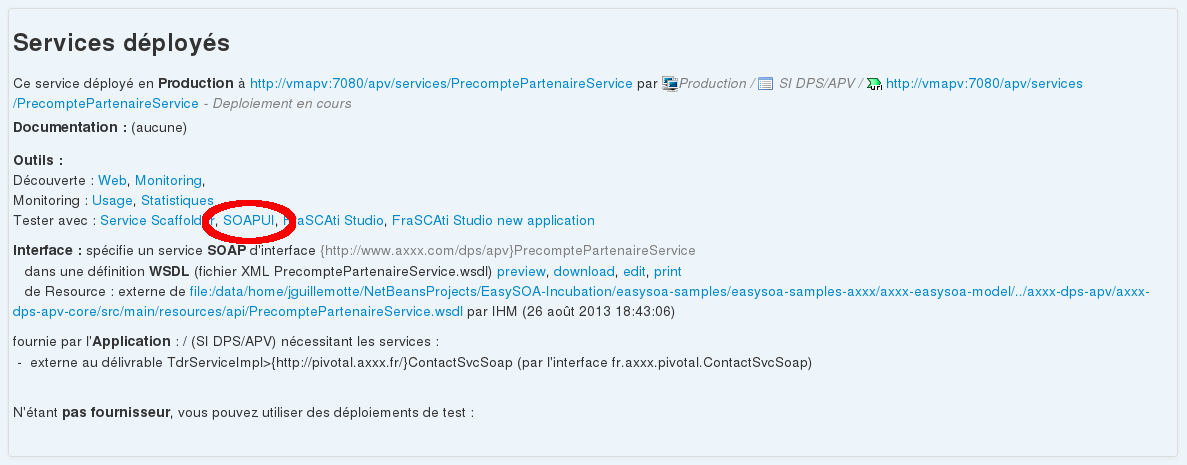 Services déployés
Ce service déployé en Production à http://vmapv:7080/apv/services/PrecomptePartenaireService par Production / SI DPS/APV / http://vmapv:7080/apv/services
/PrecomptePartenaireService - Deploiement en cours
Documentation : (aucune)
Outils :
Découverte : Web, Monitoring,
Monitoring : Usage, Statistiques
Tester avec : Service Scaffolder, SOAPUI, FraSCAti Studio, FraSCAti Studio new application
Interface : spécifie un service SOAP d'interface {http://www.axxx.com/dps/apv}PrecomptePartenaireService
dans une définition WSDL (fichier XML PrecomptePartenaireService.wsdl) preview, download, edit, print
de Resource : externe de file:/data/home/jguillemotte/NetBeansProjects/EasySOA-Incubation/easysoa-samples/easysoa-samples-axxx/axxx-easysoa-model/../axxx-dps-apv/axxx-
dps-apv-core/src/main/resources/api/PrecomptePartenaireService.wsdl par IHM (26 août 2013 18:43:06)
fournie par l'Application : / (SI DPS/APV) nécessitant les services :
- externe au délivrable TdrServiceImpl>{http://pivotal.axxx.fr/}ContactSvcSoap (par l'interface fr.axxx.pivotal.ContactSvcSoap)
N'étant pas fournisseur, vous pouvez utiliser des déploiements de test :